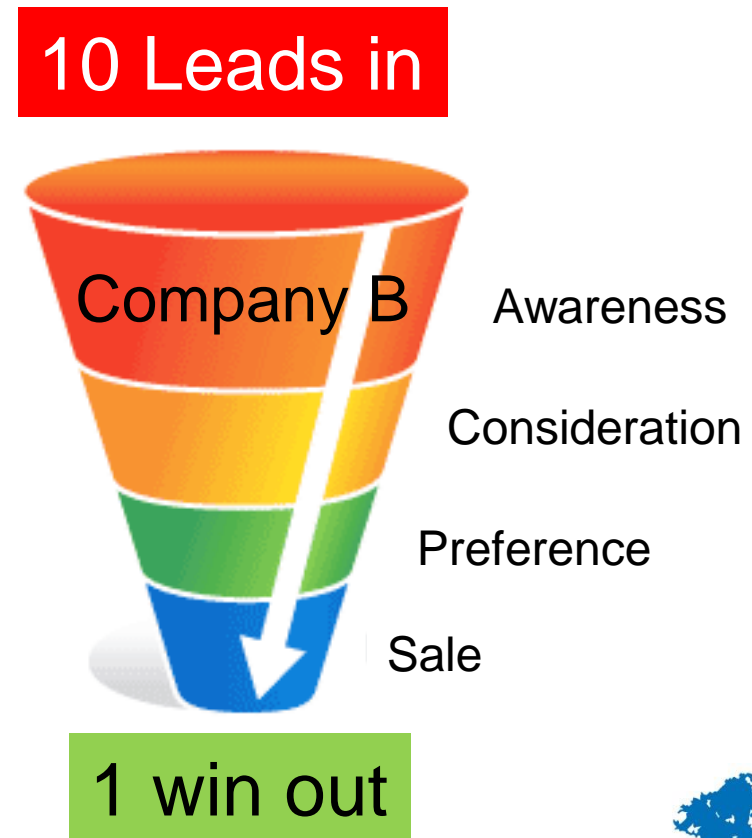 10 Leads in
Company B
Awareness
Consideration
Preference
Sale
1 win out